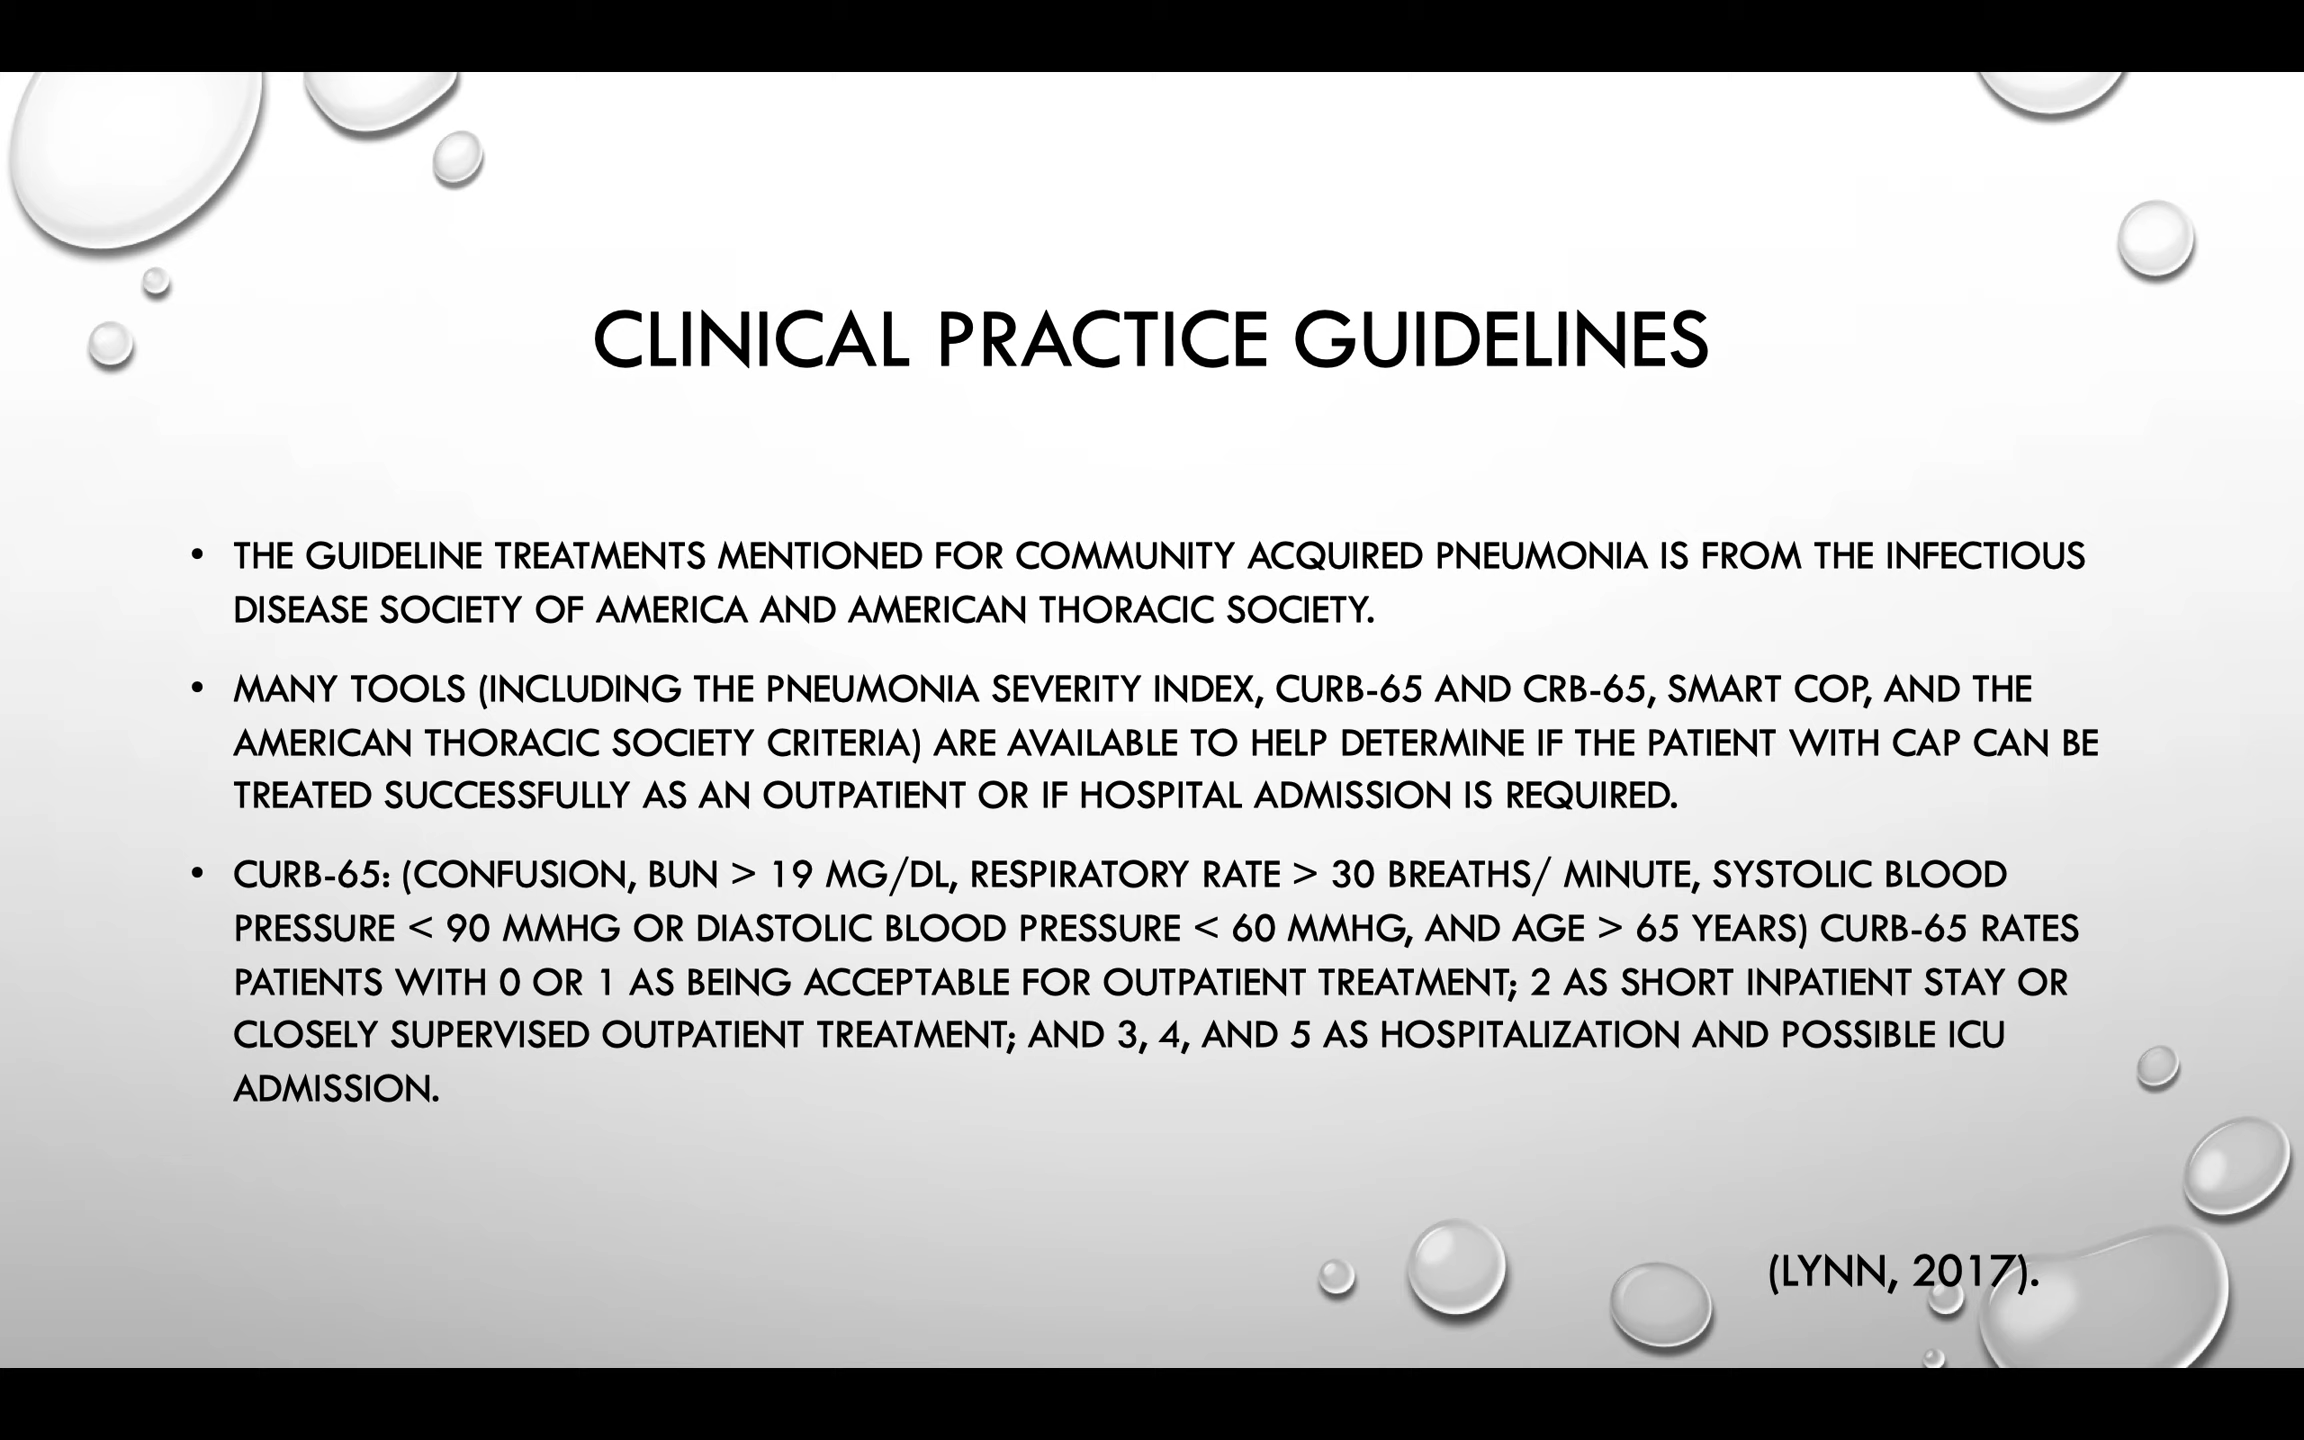 CLINICAL PRACTICE GUIDELINES
• THE GUIDELINE TREATMENTS MENTIONED FOR COMMUNITY ACQUIRED PNEUMONIA IS FROM THE INFECTIOUS
DISEASE SOCIETY OF AMERICA AND AMERICAN THORACIC SOCIETY.
• MANY TOOLS (INCLUDING THE PNEUMONIA SEVERITY INDEX, CURB-65 AND CRB-65, SMART COP, AND THE
AMERICAN THORACIC SOCIETY CRITERIA) ARE AVAILABLE TO HELP DETERMINE IF THE PATIENT WITH CAP CAN BE
TREATED SUCCESSFULLY AS AN OUTPATIENT OR IF HOSPITAL ADMISSION IS REQUIRED.
• CURB-65: (CONFUSION, BUN > 19 MG/DL, RESPIRATORY RATE > 30 BREATHS/ MINUTE, SYSTOLIC BLOOD
PRESSURE < 90 MMHG OR DIASTOLIC BLOOD PRESSURE < 60 MMHG, AND AGE > 65 YEARS) CURB-65 RATES
PATIENTS WITH 0 OR 1 AS BEING ACCEPTABLE FOR OUTPATIENT TREATMENT; 2 AS SHORT INPATIENT STAY OR
CLOSELY SUPERVISED OUTPATIENT TREATMENT; AND 3, 4, AND 5 AS HOSPITALIZATION AND POSSIBLE ICU
ADMISSION.
(LYNN, 2017).